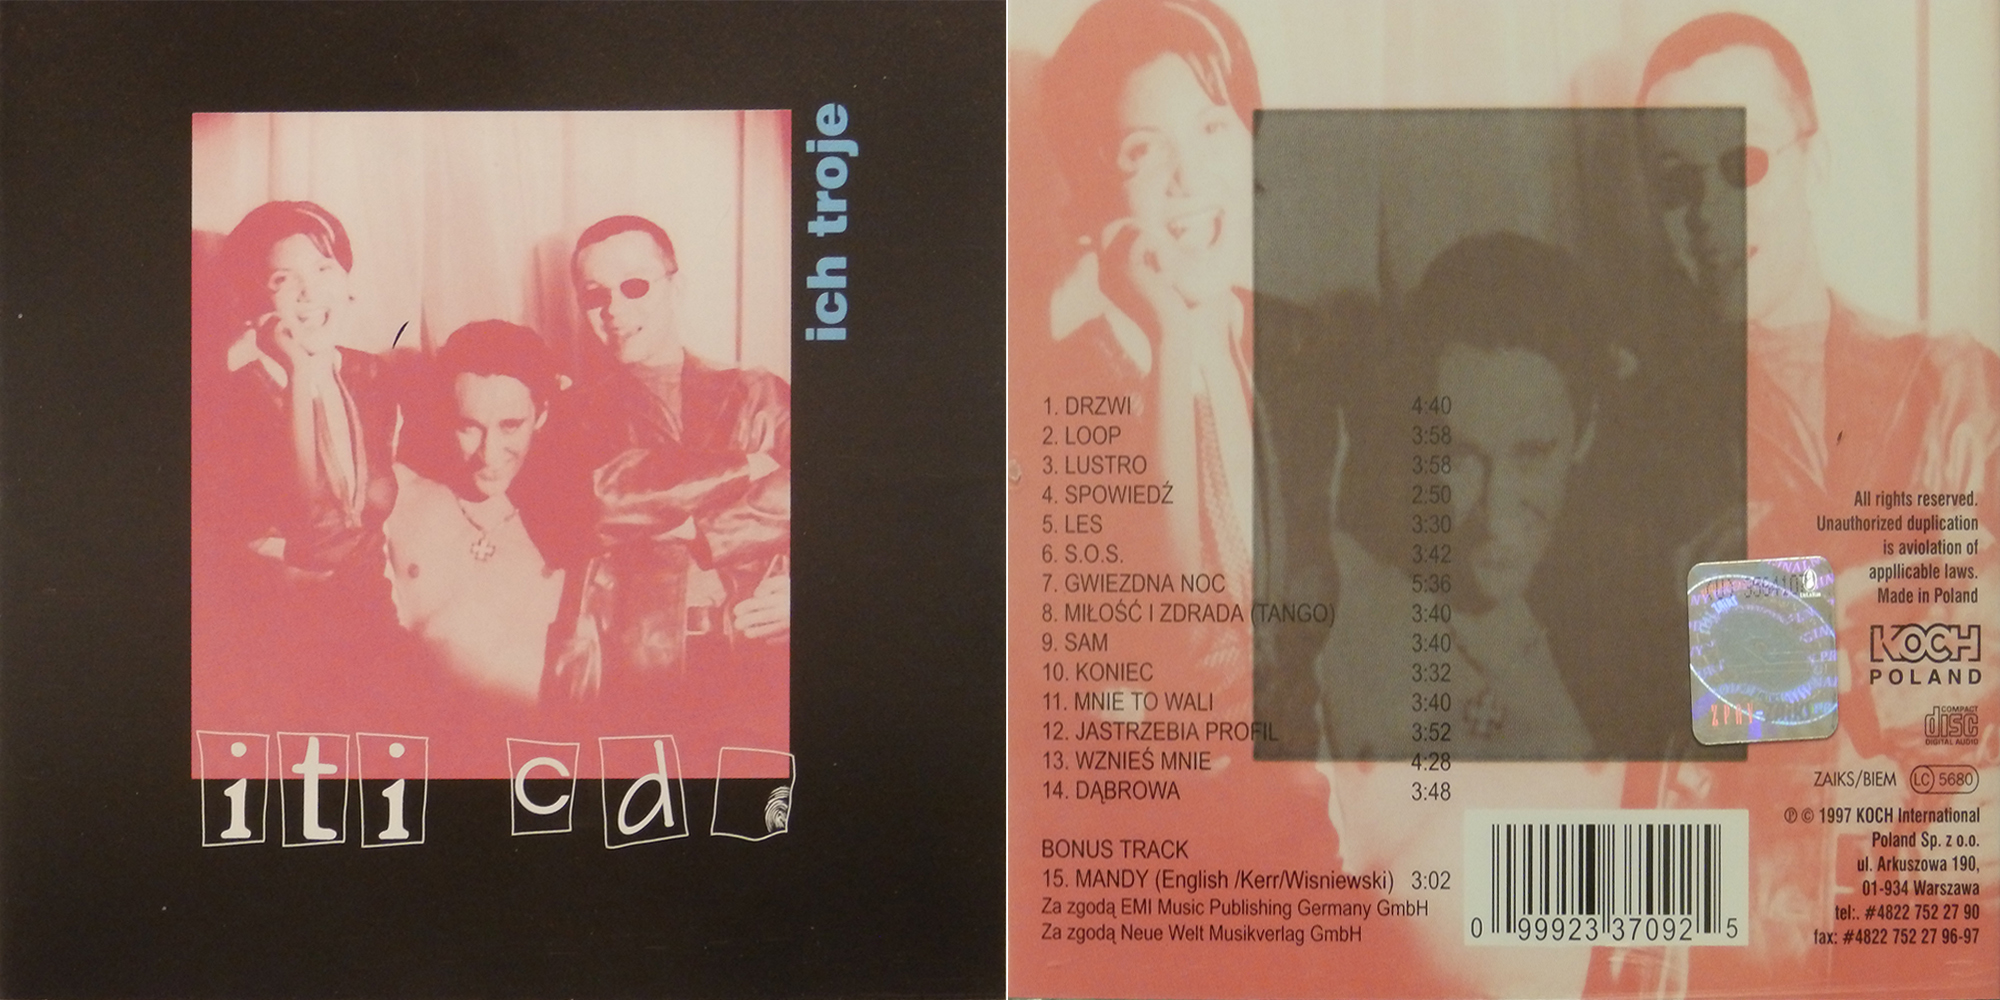 ich troje
iti cd
1. DRZWI 4:40
2. LOOP 3:58
3. LUSTRO 3:58
4. SPOWIEDŹ 2:50
5. LES 3:30
6. S.O.S. 3:42
7. GWIEZDNA NOC 5:36
8. MIŁOŚĆ I ZDRADA (TANGO) 3:40
9. SAM 3:40
10. KONIEC 3:32
11. MNIE TO WALI 3:40
12. JASTRZEBIA PROFIL 3:52
13. WZNIEŚ MNIE 4:28
14. DĄBROWA 3:48
BONUS TRACK
15. MANDY (English /Kerr/Wisniewski) 3:02
Za zgodą EMI Music Publishing Germany GmbH
Za zgodą Neue Welt Musikverlag GmbH
0 99923 37092 5
All rights reserved.
Unauthorized duplication
is aviolation of
appllicable laws.
Made in Poland
KOCH
POLAND
COMPACT
disc
DIGITAL AUDIO
ZAIKS/BIEM LC 5680
℗ © 1997 KOCH International
Poland Sp. z o.o.
ul. Arkuszowa 190,
01-934 Warszawa
tel:. #4822 752 27 90
fax: #4822 752 27 96-97